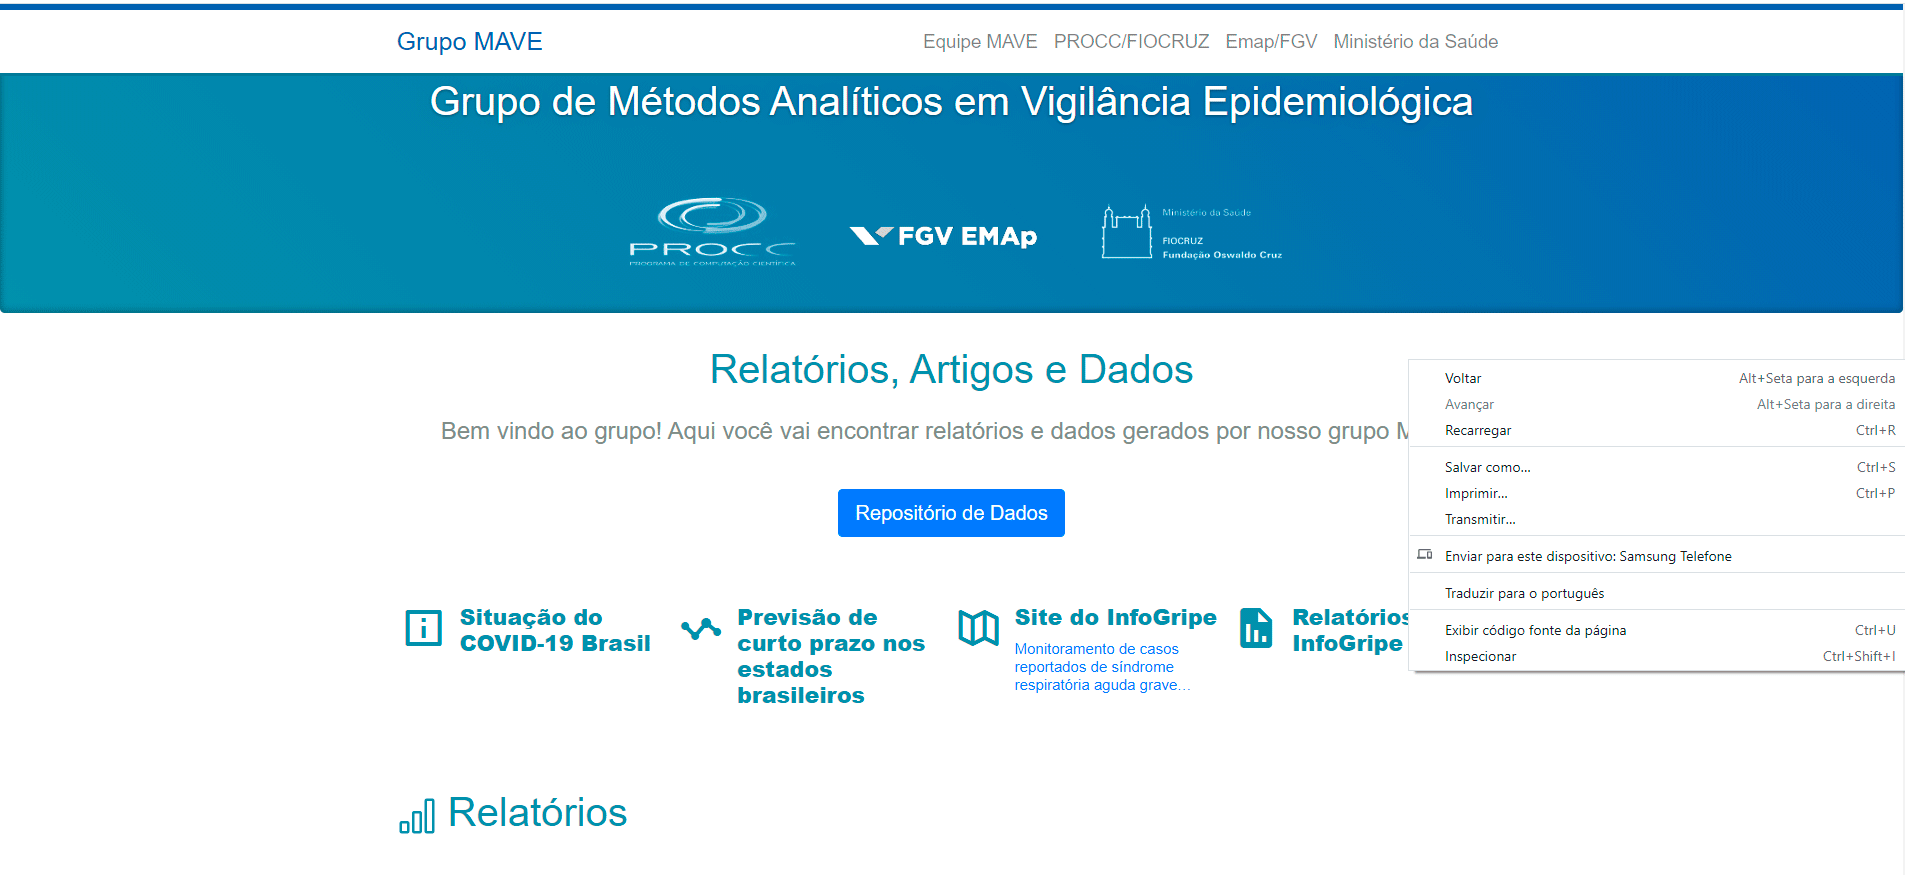 Grupo MAVE
Equipe MAVE PROCC/FIOCRUZ Emap/FGV Ministério da Saúde
Grupo de Métodos Analíticos em Vigilância Epidemiológica
PROCC
PROGRAMA DE COMPUTAÇÃO CIENTÍFICA
FGV EMAp
Ministério da Saúde
FIOCRUZ
Fundação Oswaldo Cruz
Relatórios, Artigos e Dados
Bem vindo ao grupo! Aqui você vai encontrar relatórios e dados gerados por nosso grupo M
Repositório de Dados
Situação do
COVID-19 Brasil
Previsão de
curto prazo nos
estados
brasileiros
Site do InfoGripe
Monitoramento de casos
reportados de síndrome
respiratória aguda grave...
Relatórios
InfoGripe
Voltar Alt+Seta para a esquerda
Avançar Alt+Seta para a direita
Recarregar Ctrl+R
Salvar como... Ctrl+S
Imprimir... Ctrl+P
Transmitir...
Enviar para este dispositivo: Samsung Telefone
Traduzir para o português
Exibir código fonte da página Ctrl+U
Inspecionar Ctrl+Shift+I
Relatórios